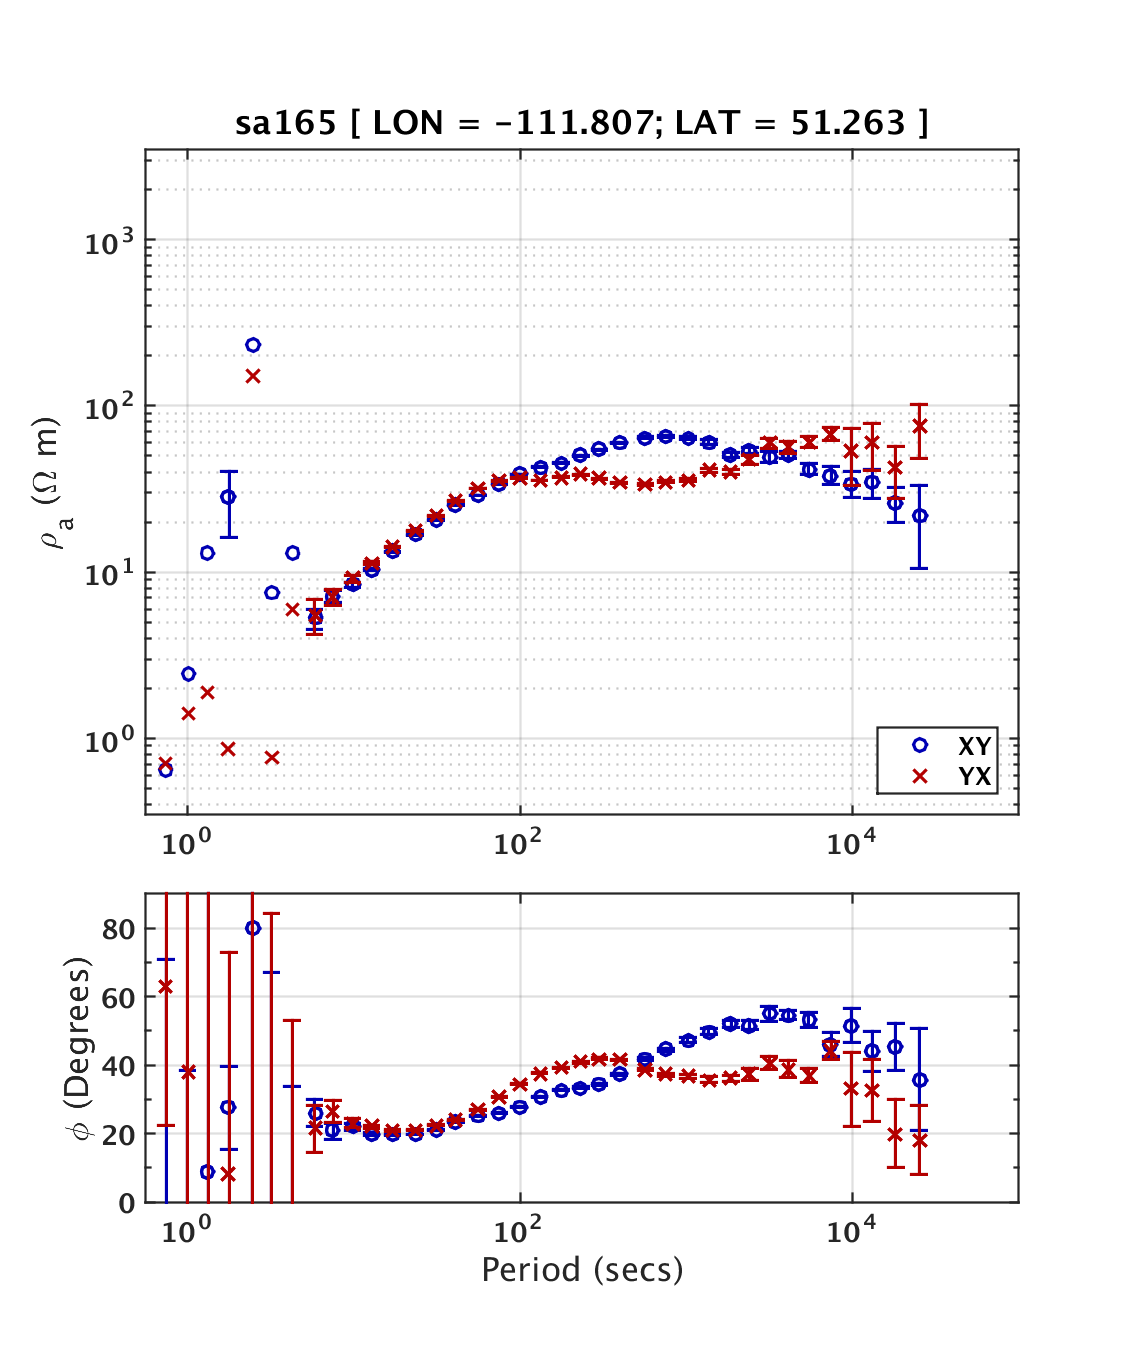 sa165 [ LON = -111.807; LAT = 51.263 ]
10³
10²
10¹
10⁰
ρₐ (Ω m)
XY
YX
10⁰ 10² 10⁴
80
60
40
20
0
ϕ (Degrees)
10⁰ 10² 10⁴
Period (secs)